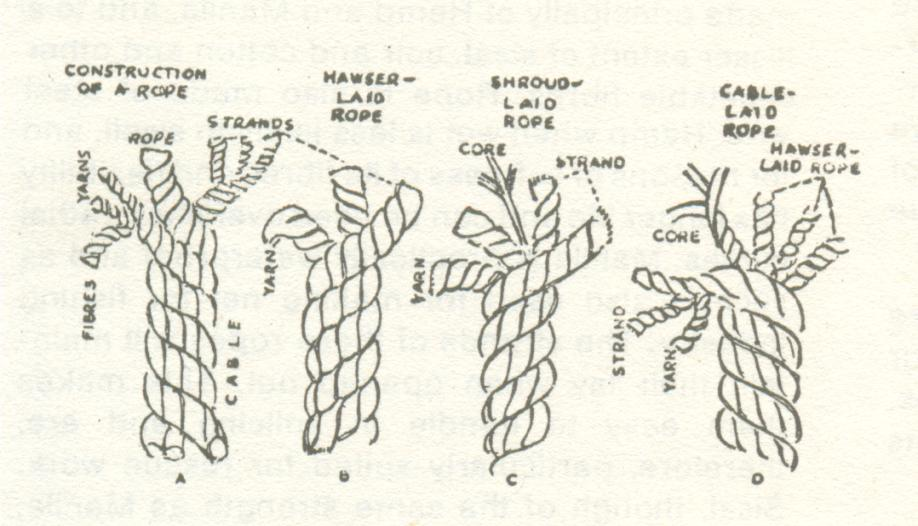 CONSTRUCTION
OF A ROPE
ROPE
STRANDS
YARNS
FIBRES
CABLE
A
HAWSER-
LAID
ROPE
YARN
B
SHROUD-
LAID
ROPE
CORE
STRAND
YARN
C
CABLE-
LAID
ROPE
HAWSER-
LAID ROPE
CORE
STRAND
YARN
D